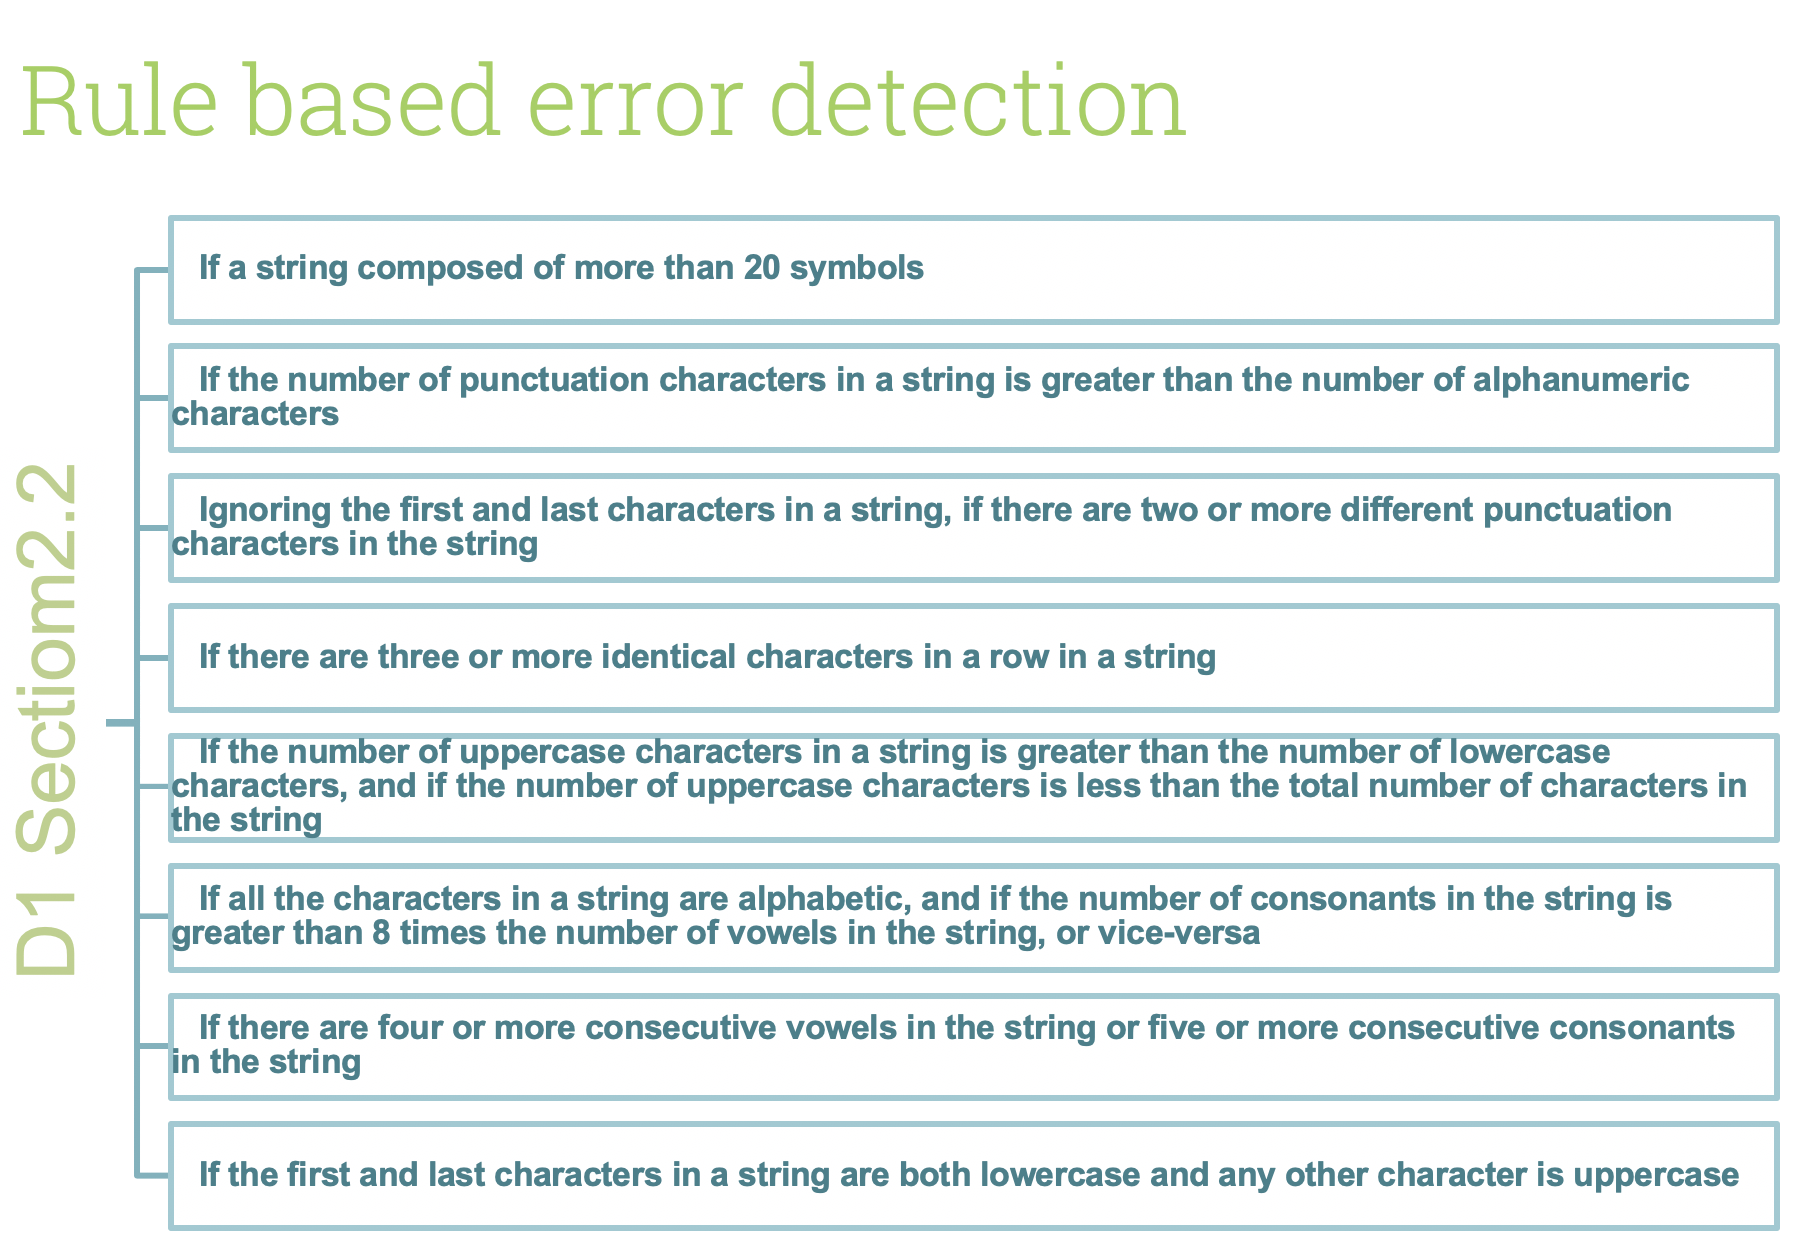 Rule based error detection
D1 Sectiom2.2
If a string composed of more than 20 symbols
If the number of punctuation characters in a string is greater than the number of alphanumeric
characters
Ignoring the first and last characters in a string, if there are two or more different punctuation
characters in the string
If there are three or more identical characters in a row in a string
If the number of uppercase characters in a string is greater than the number of lowercase
characters, and if the number of uppercase characters is less than the total number of characters in
the string
If all the characters in a string are alphabetic, and if the number of consonants in the string is
greater than 8 times the number of vowels in the string, or vice-versa
If there are four or more consecutive vowels in the string or five or more consecutive consonants
in the string
If the first and last characters in a string are both lowercase and any other character is uppercase